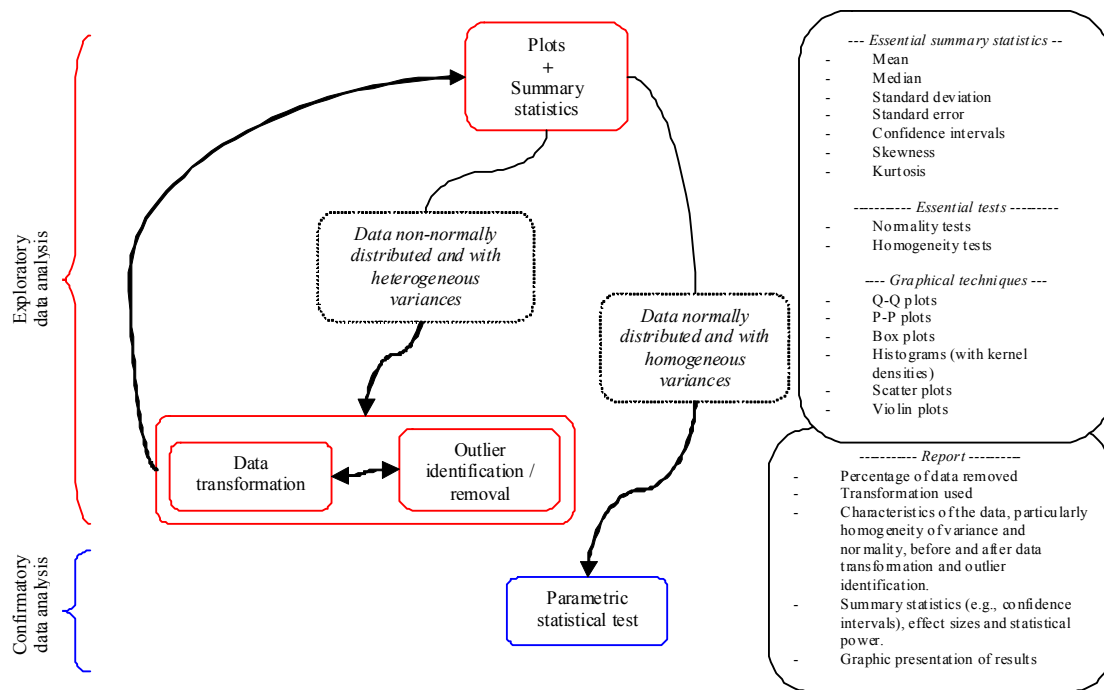 Exploratory
data analysis
Confirmatory
data analysis
Plots
+
Summary
statistics
Data non-normally
distributed and with
heterogeneous
variances
Data normally
distributed and with
homogeneous
variances
Data
transformation
Outlier
identification /
removal
Parametric
statistical test
--- Essential summary statistics --
- Mean
- Median
- Standard deviation
- Standard error
- Confidence intervals
- Skewness
- Kurtosis
---------- Essential tests ---------
- Normality tests
- Homogeneity tests
---- Graphical techniques ---
- Q-Q plots
- P-P plots
- Box plots
- Histograms (with kernel
densities)
- Scatter plots
- Violin plots
----------- Report ---------
- Percentage of data removed
- Transformation used
- Characteristics of the data, particularly
homogeneity of variance and
normality, before and after data
transformation and outlier
identification.
- Summary statistics (e.g., confidence
intervals), effect sizes and statistical
power.
- Graphic presentation of results